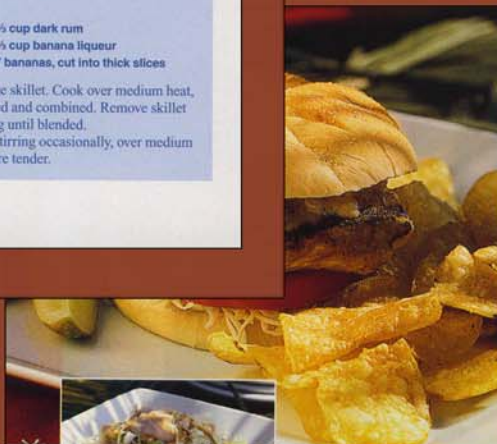 cup dark rum
cup banana liqueur
bananas, cut into thick slices
e skillet. Cook over medium heat,
d and combined. Remove skillet
g until blended.
tirring occasionally, over medium
re tender.